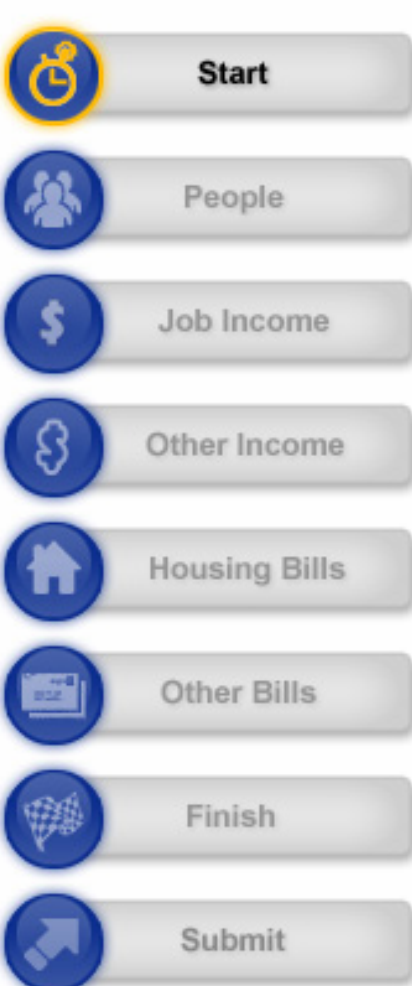 Start
People
Job Income
Other Income
Housing Bills
Other Bills
Finish
Submit